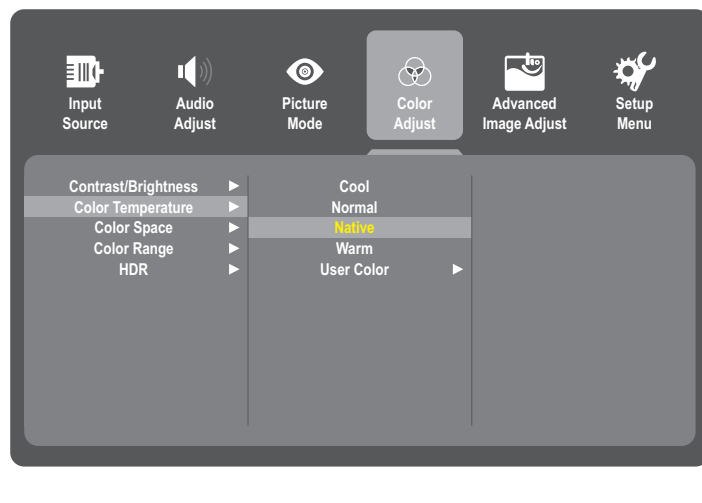 Input
Source
Audio
Adjust
Picture
Mode
Color
Adjust
Advanced
Image Adjust
Setup
Menu
Contrast/Brightness
Color Temperature
Color Space
Color Range
HDR
Cool
Normal
Native
Warm
User Color